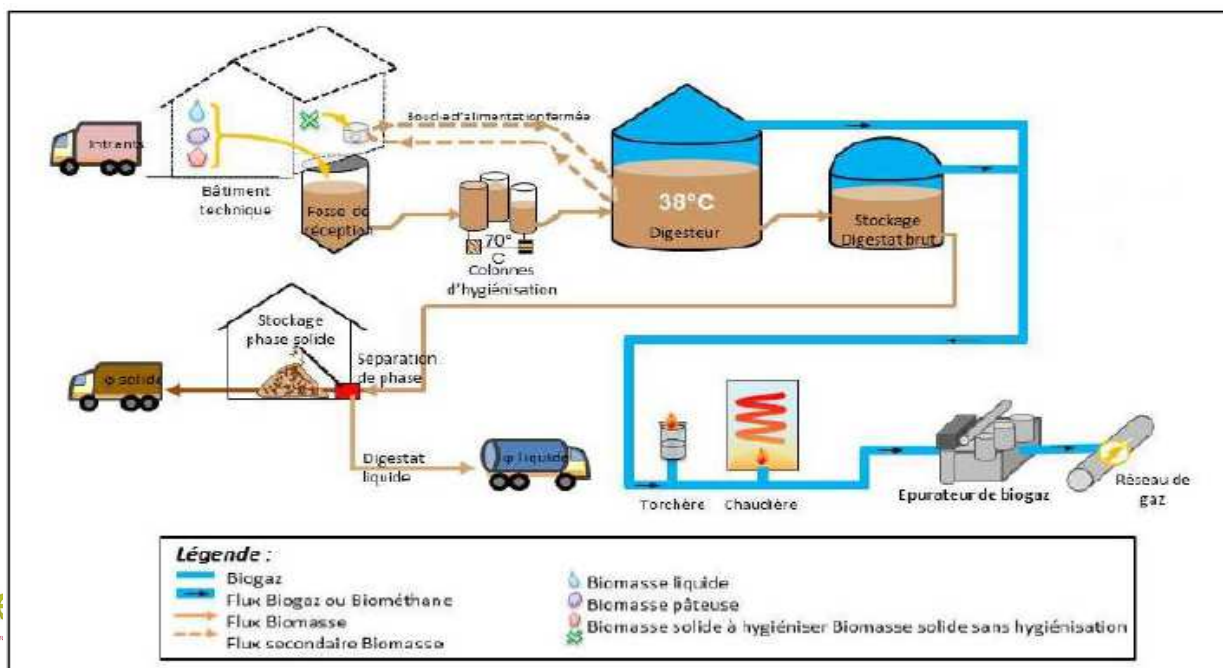 Intrants
Bâtiment
technique
Boucle d'alimentation fermée
Fosse de
réception
70°
C
Colonnes
d'hygiénisation
38°C
Digesteur
Stockage
Digestat brut
Stockage
phase solide
Séparation
de phase
φ solide
Digestat
liquide
φ liquide
Torchère
Chaudière
Epurateur de biogaz
Réseau de
gaz
Légende :
Biogaz
Flux Biogaz ou Biométhane
Flux Biomasse
Flux secondaire Biomasse
Biomasse liquide
Biomasse pâteuse
Biomasse solide à hygiéniser Biomasse solide sans hygiénisation